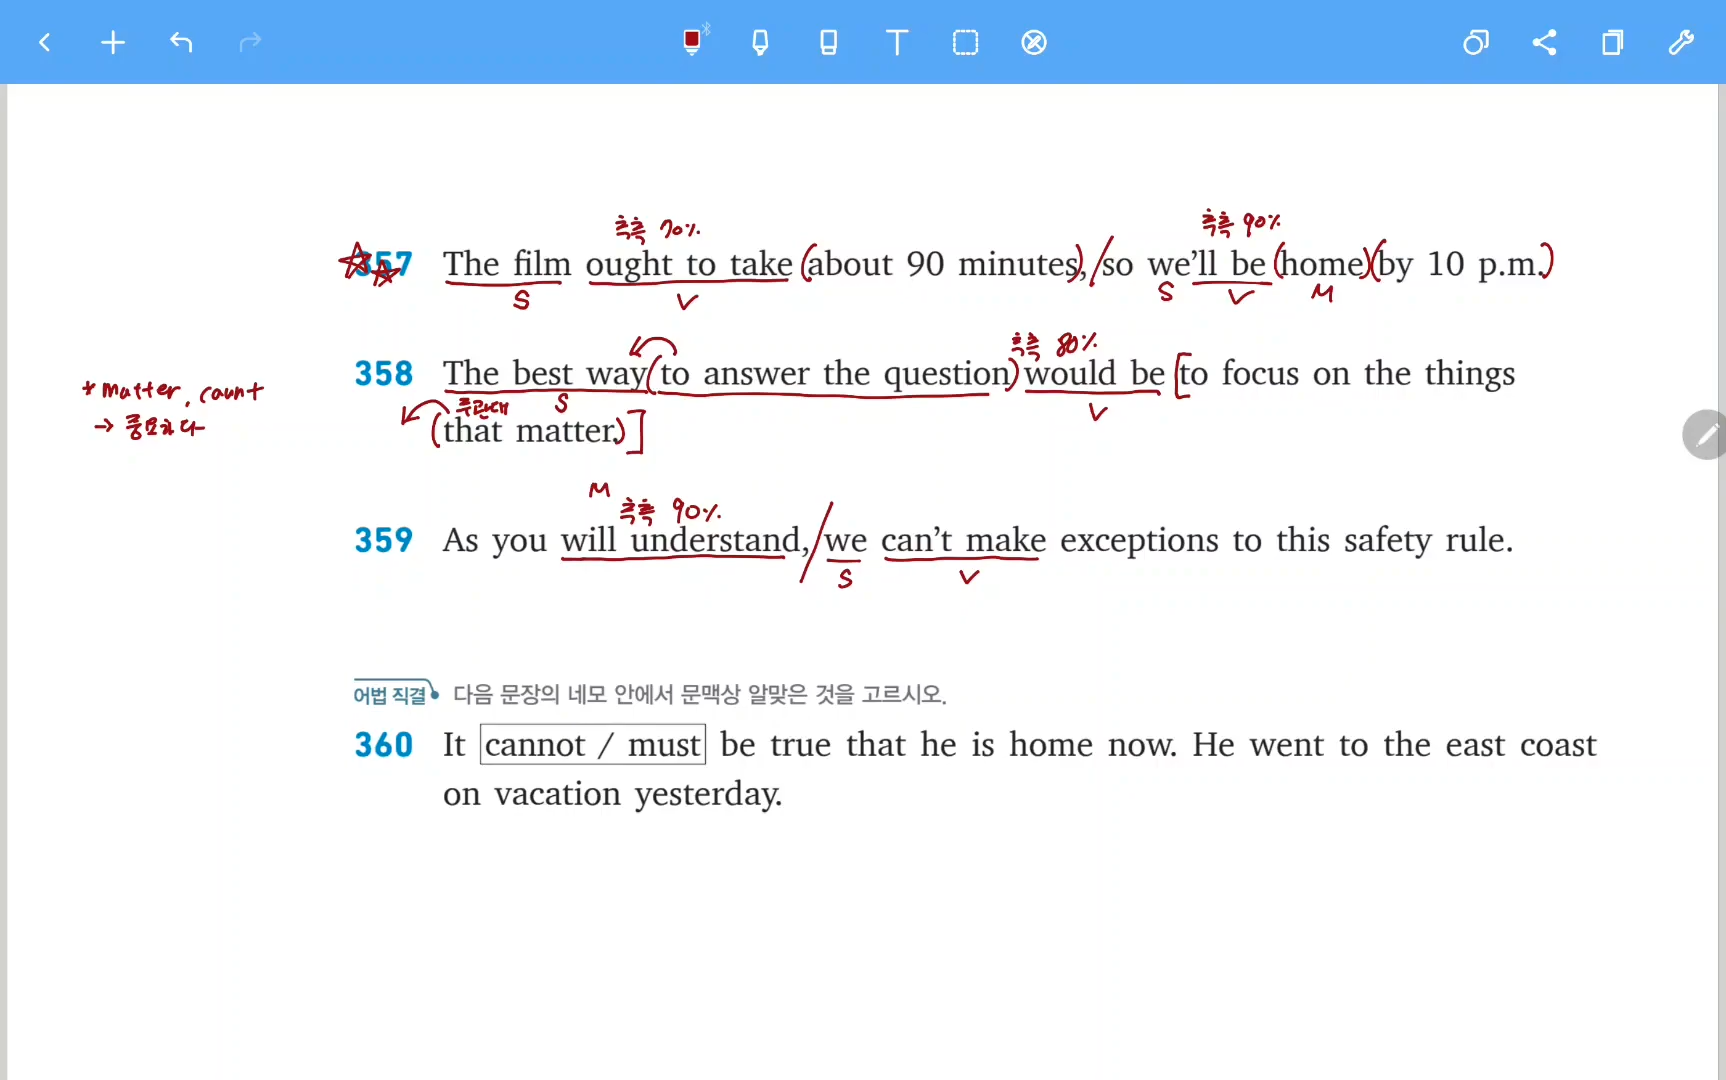 추측 70% 추측 90%
357 The film ought to take (about 90 minutes), / so we'll be (home) (by 10 p.m.)
S V S V M
추측 80%
358 The best way (to answer the question) would be [to focus on the things
* matter, count 주관대 S V
→ 중요하다 (that matter.)]
M
추측 90%
359 As you will understand, / we can't make exceptions to this safety rule.
S V
어법 직결 다음 문장의 네모 안에서 문맥상 알맞은 것을 고르시오.
360 It cannot / must be true that he is home now. He went to the east coast
on vacation yesterday.